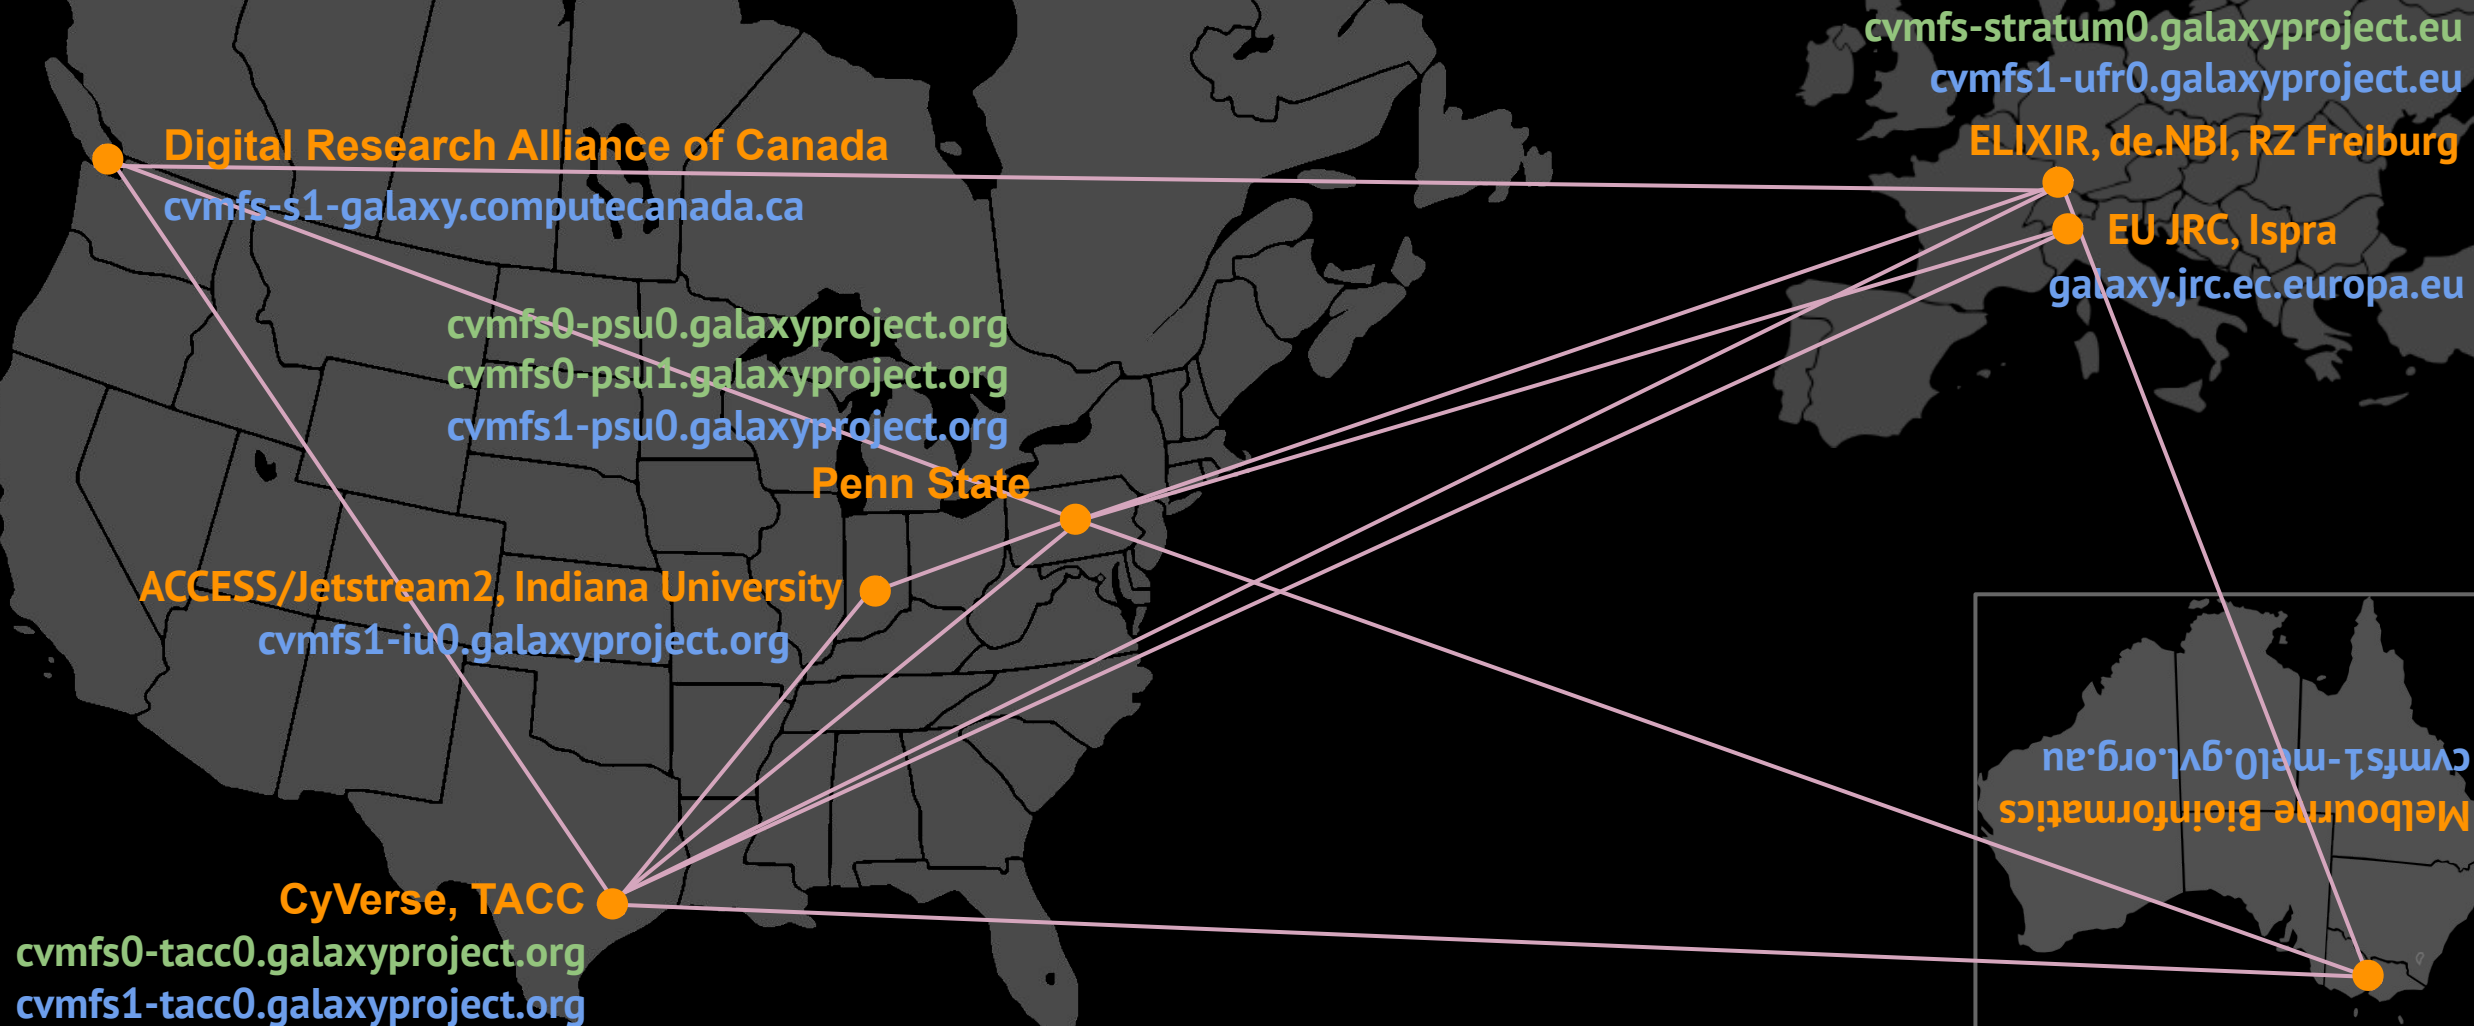 cvmfs-stratum0.galaxyproject.eu
cvmfs1-ufr0.galaxyproject.eu
ELIXIR, de.NBI, RZ Freiburg
Digital Research Alliance of Canada
cvmfs-s1-galaxy.computecanada.ca
EU JRC, Ispra
galaxy.jrc.ec.europa.eu
cvmfs0-psu0.galaxyproject.org
cvmfs0-psu1.galaxyproject.org
cvmfs1-psu0.galaxyproject.org
Penn State
ACCESS/Jetstream2, Indiana University
cvmfs1-iu0.galaxyproject.org
Melbourne Bioinformatics
cvmfs1-mel0.gvl.org.au
CyVerse, TACC
cvmfs0-tacc0.galaxyproject.org
cvmfs1-tacc0.galaxyproject.org